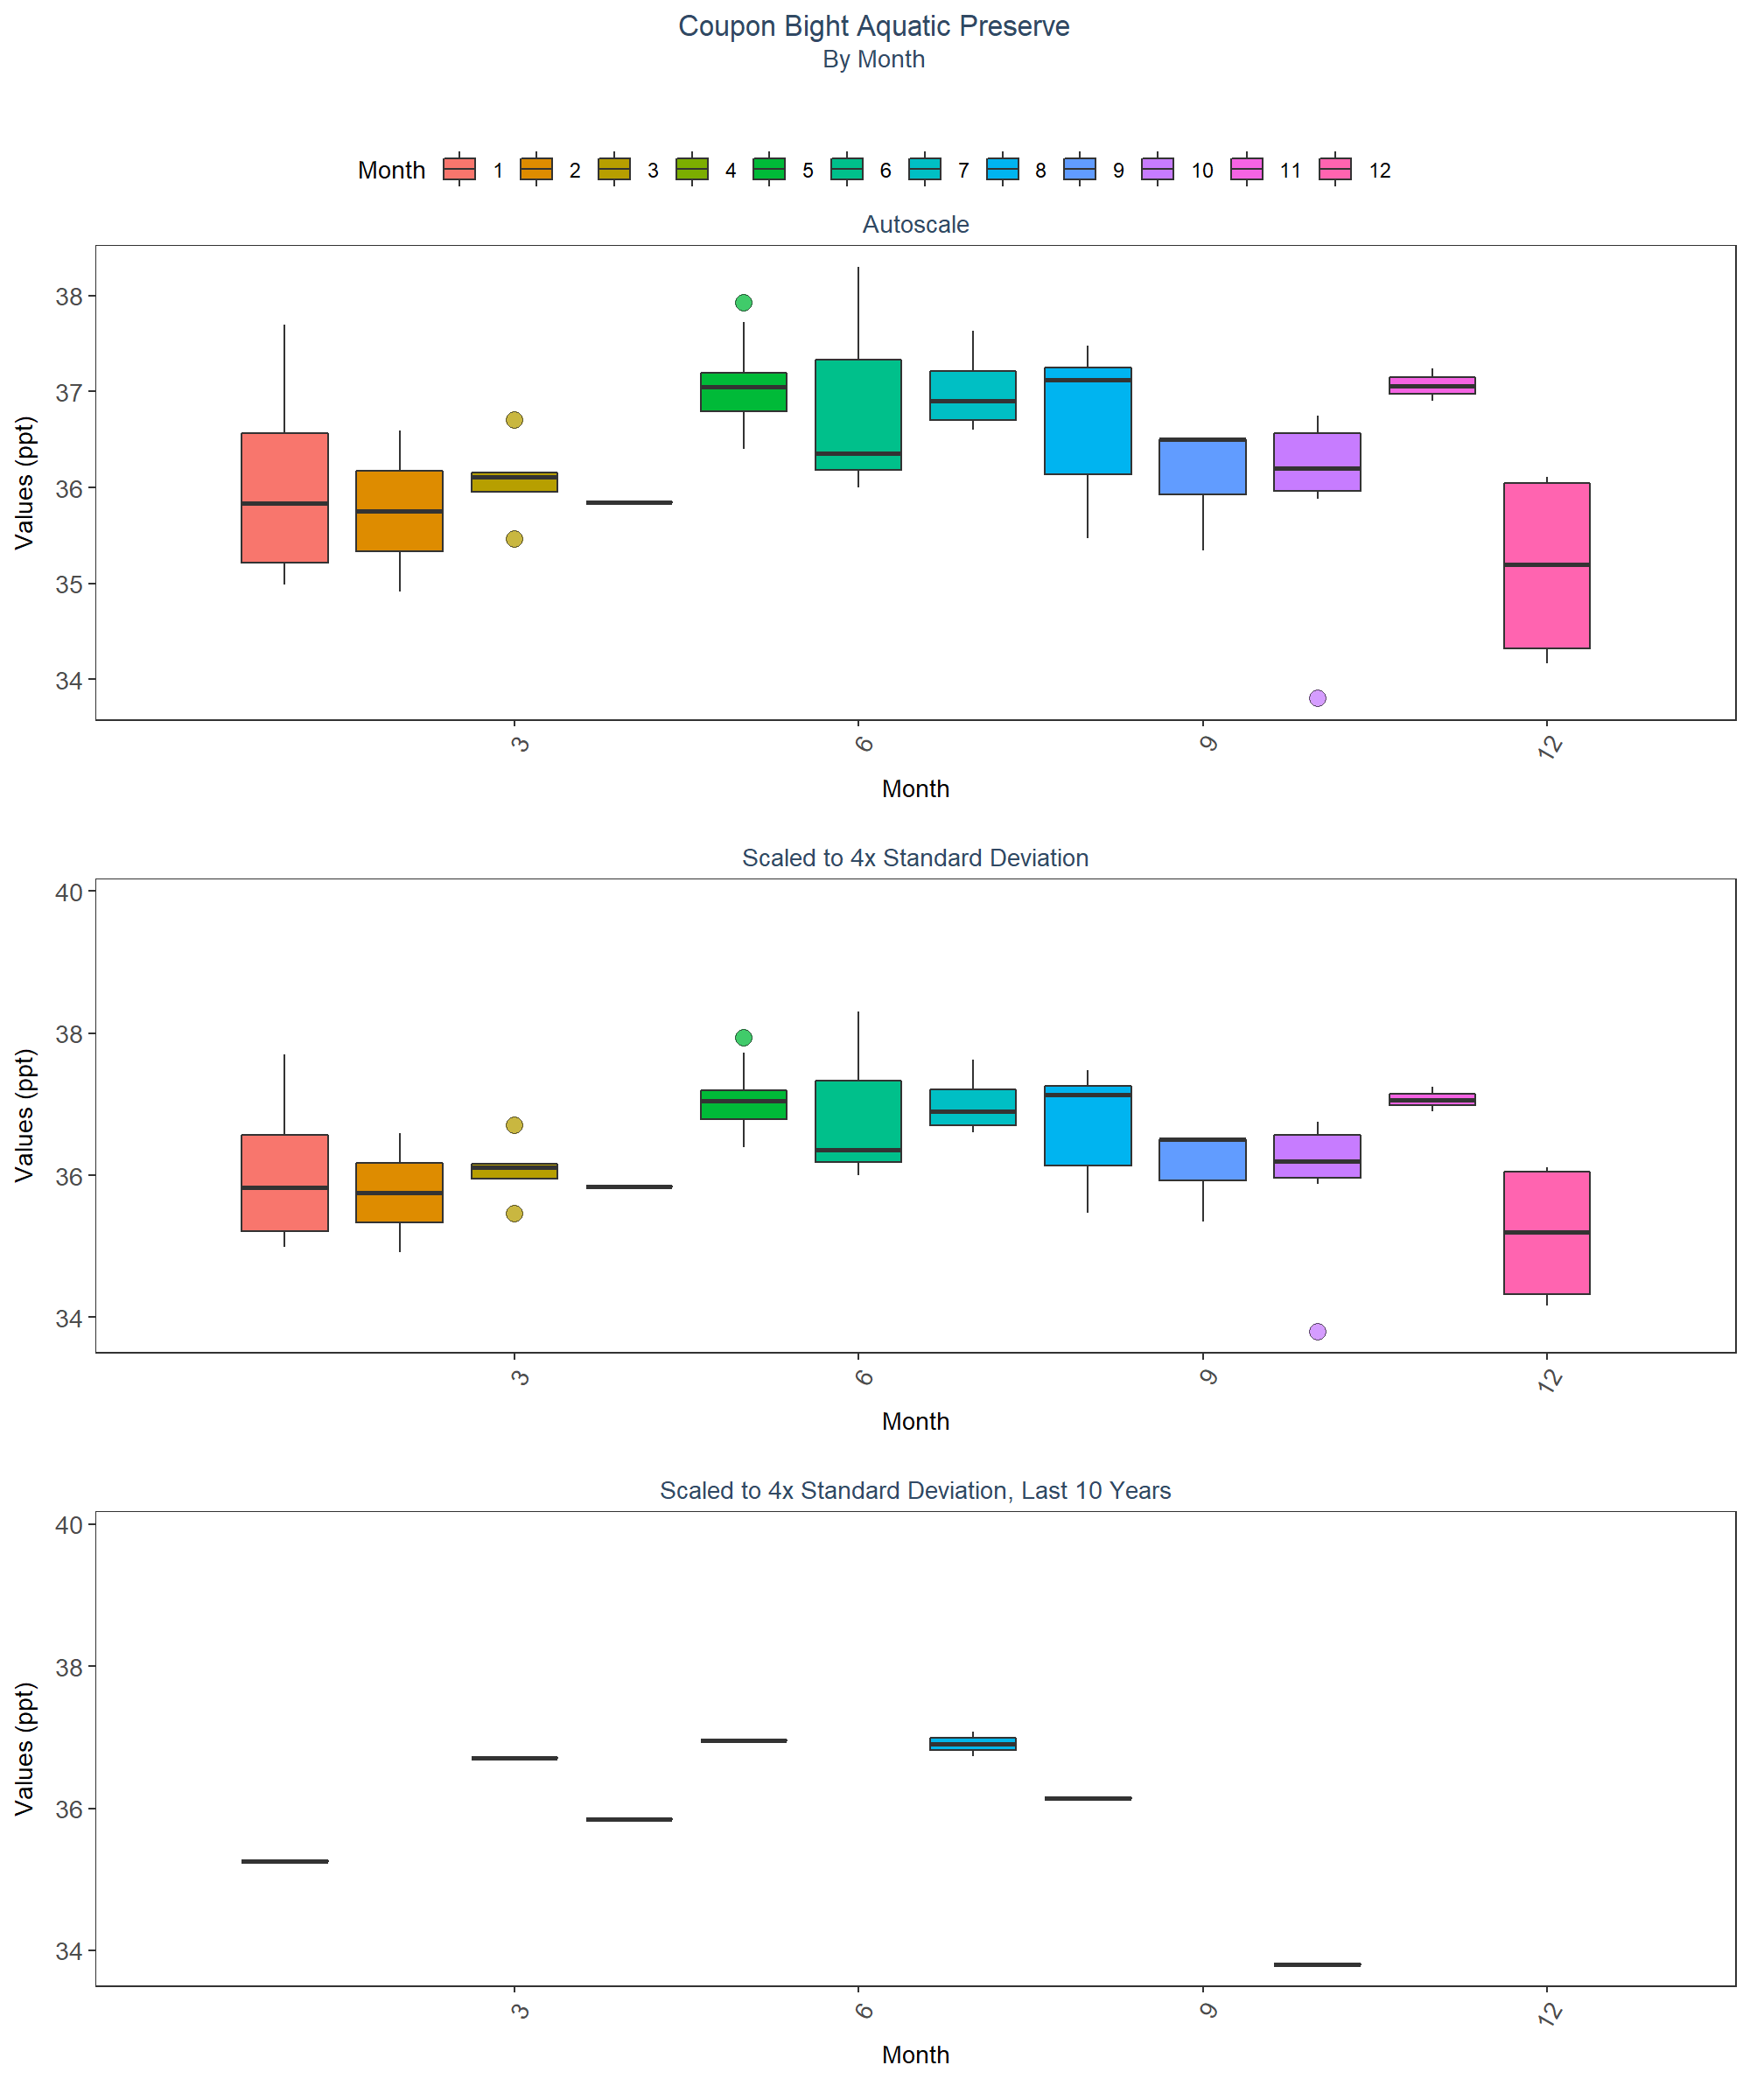 Coupon Bight Aquatic Preserve
By Month
Month 1 2 3 4 5 6 7 8 9 10 11 12
Autoscale
Values (ppt)
38
37
36
35
34
3 6 9 12
Month
Scaled to 4x Standard Deviation
Values (ppt)
40
38
36
34
3 6 9 12
Month
Scaled to 4x Standard Deviation, Last 10 Years
Values (ppt)
40
38
36
34
3 6 9 12
Month